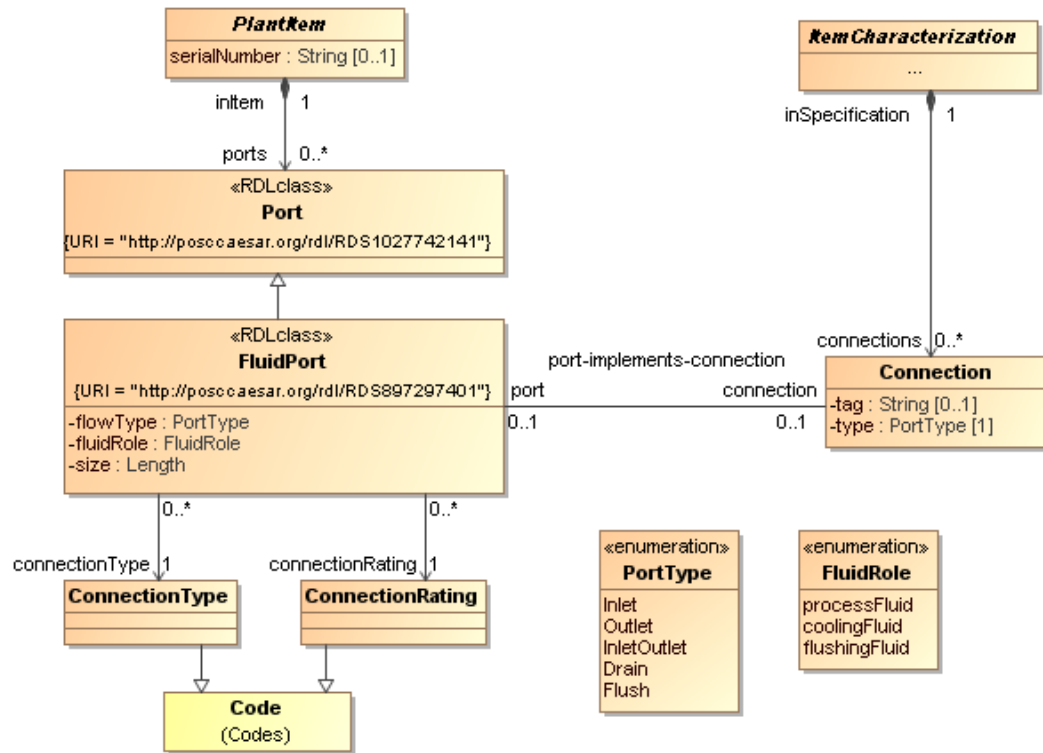 PlantItem
serialNumber : String [0..1]
inItem
1
ports
0..*
«RDLclass»
Port
{URI = "http://posccaesar.org/rdl/RDS1027742141"}
«RDLclass»
FluidPort
{URI = "http://posccaesar.org/rdl/RDS897297401"}
-flowType : PortType
-fluidRole : FluidRole
-size : Length
0..*
0..*
connectionType
1
connectionRating
1
ConnectionType
ConnectionRating
Code
(Codes)
port-implements-connection
port
connection
0..1
0..1
ItemCharacterization
...
inSpecification
1
connections
0..*
Connection
-tag : String [0..1]
-type : PortType [1]
«enumeration»
PortType
Inlet
Outlet
InletOutlet
Drain
Flush
«enumeration»
FluidRole
processFluid
coolingFluid
flushingFluid